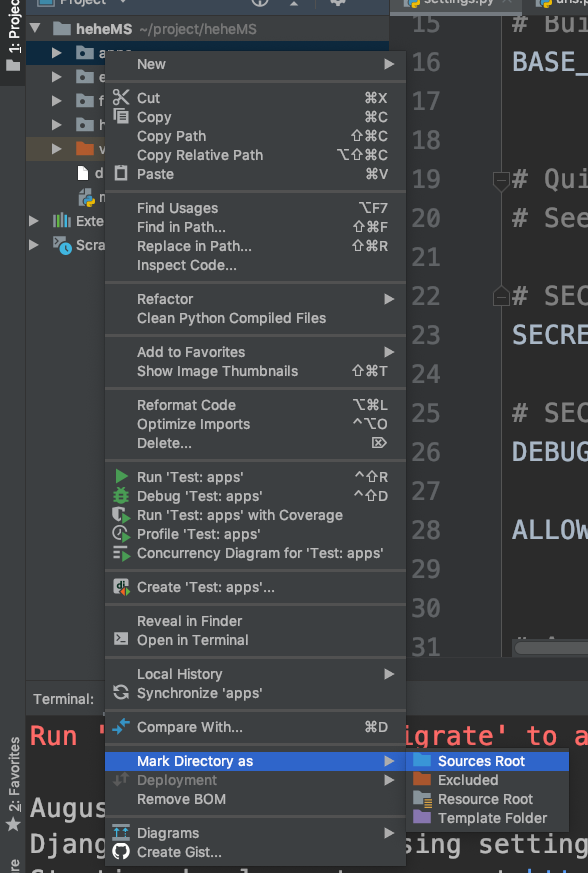 Project
settings.py
urls.py
1: Project
heheMS ~/project/heheMS
15 # Bui
16 BASE_
17
18
19 # Qui
20 # See
21
22 # SEC
23 SECRE
24
25 # SEC
26 DEBUG
27
28 ALLOW
29
30
31
New
Cut ⌘X
Copy ⌘C
Copy Path ⇧⌘C
Copy Relative Path ⌥⇧⌘C
Paste ⌘V
Find Usages ⌥F7
Find in Path... ⇧⌘F
Replace in Path... ⇧⌘R
Inspect Code...
Refactor
Clean Python Compiled Files
Add to Favorites
Show Image Thumbnails ⇧⌘T
Reformat Code ⌥⌘L
Optimize Imports ^⌥O
Delete... ⌦
Run 'Test: apps' ^⇧R
Debug 'Test: apps' ^⇧D
Run 'Test: apps' with Coverage
Profile 'Test: apps'
Concurrency Diagram for 'Test: apps'
Create 'Test: apps'...
Reveal in Finder
Open in Terminal
Local History
Synchronize 'apps'
Compare With... ⌘D
Mark Directory as
Deployment
Remove BOM
Diagrams
Create Gist...
Sources Root
Excluded
Resource Root
Template Folder
Exte
Scra
Terminal:
Run ' igrate' to a
Augus
Djang sing setting
2: Favorites